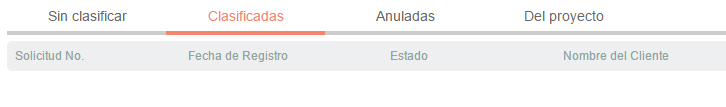 Sin clasificar Clasificadas Anuladas Del proyecto
Solicitud No. Fecha de Registro Estado Nombre del Cliente